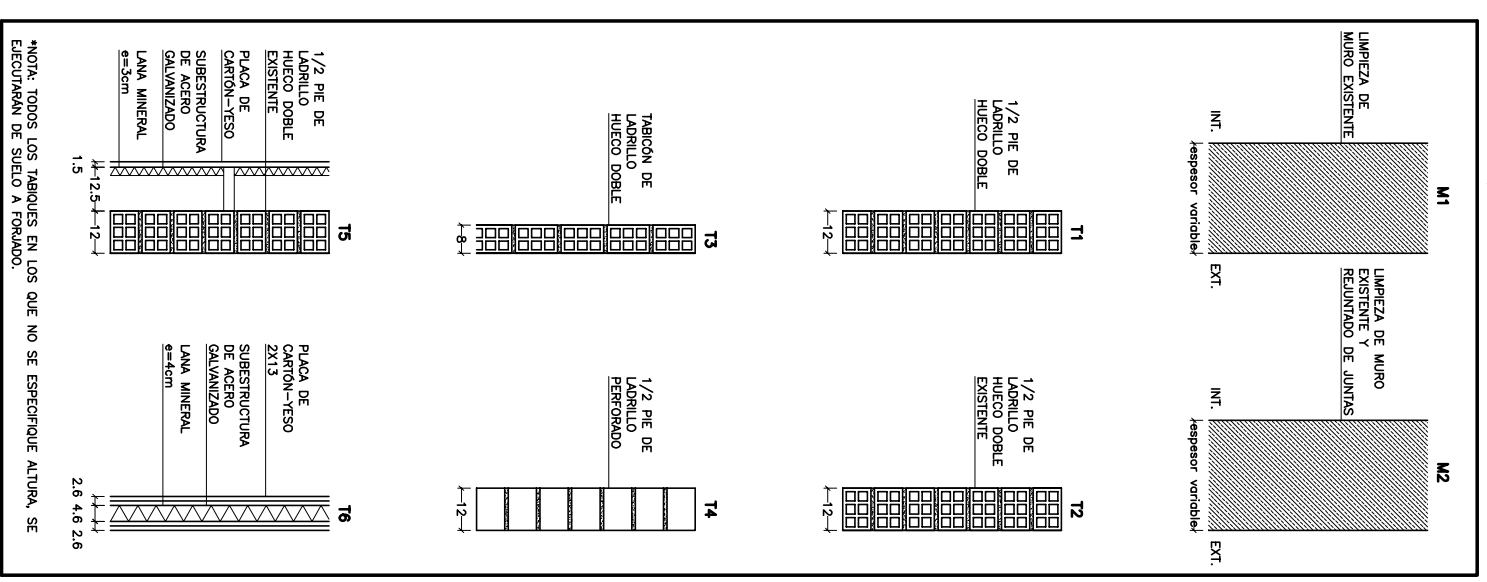 M1
LIMPIEZA DE
MURO EXISTENTE
INT.
espesor variable
EXT.
M2
LIMPIEZA DE MURO
EXISTENTE Y
REJUNTADO DE JUNTAS
INT.
espesor variable
EXT.
T1
1/2 PIE DE
LADRILLO
HUECO DOBLE
12
T2
1/2 PIE DE
LADRILLO
HUECO DOBLE
EXISTENTE
12
T3
TABICÓN DE
LADRILLO
HUECO DOBLE
8
T4
1/2 PIE DE
LADRILLO
PERFORADO
12
T5
1/2 PIE DE
LADRILLO
HUECO DOBLE
EXISTENTE
PLACA DE
CARTÓN-YESO
SUBESTRUCTURA
DE ACERO
GALVANIZADO
LANA MINERAL
e=3cm
1.5 12.5 12
T6
PLACA DE
CARTÓN-YESO
2X13
SUBESTRUCTURA
DE ACERO
GALVANIZADO
LANA MINERAL
e=4cm
2.6 4.6 2.6
*NOTA: TODOS LOS TABIQUES EN LOS QUE NO SE ESPECIFIQUE ALTURA, SE
EJECUTARÁN DE SUELO A FORJADO.